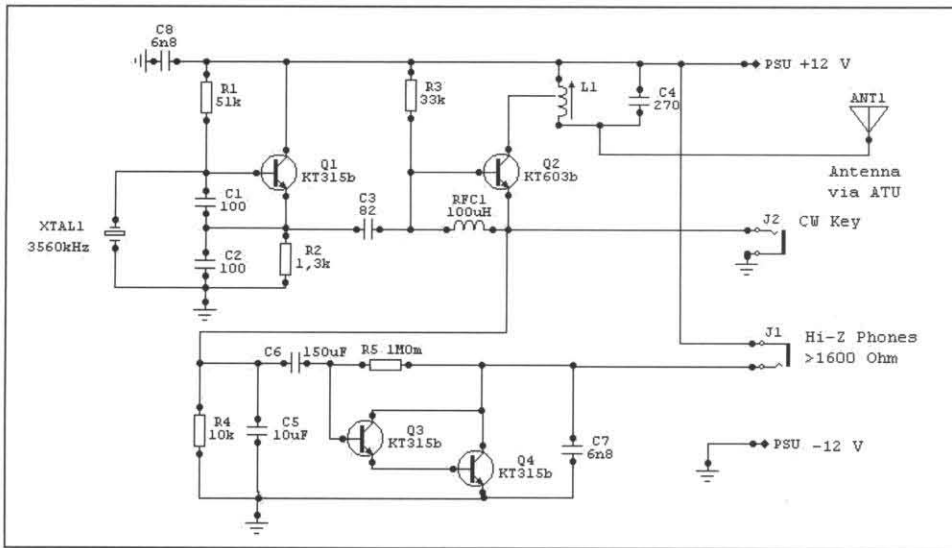 C8
6n8
PSU +12 V
R1
51k
R3
33k
L1
C4
270
ANT1
Q1
KT315b
Q2
KT603b
Antenna
via ATU
C1
100
C3
82
RFC1
100uH
J2
CW Key
XTAL1
3560kHz
C2
100
R2
1,3k
J1
Hi-Z Phones
>1600 Ohm
C6
150uF
R5 1M0m
R4
10k
C5
10uF
Q3
KT315b
Q4
KT315b
C7
6n8
PSU -12 V